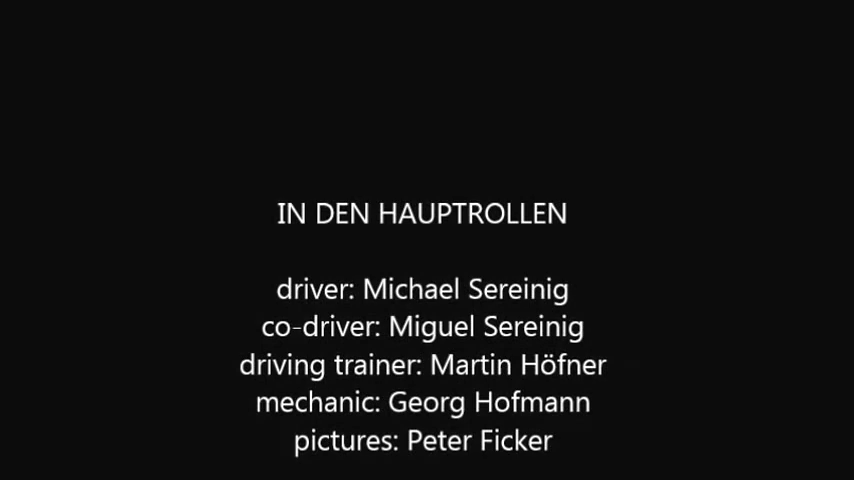 IN DEN HAUPTROLLEN
driver: Michael Sereinig
co-driver: Miguel Sereinig
driving trainer: Martin Höfner
mechanic: Georg Hofmann
pictures: Peter Ficker